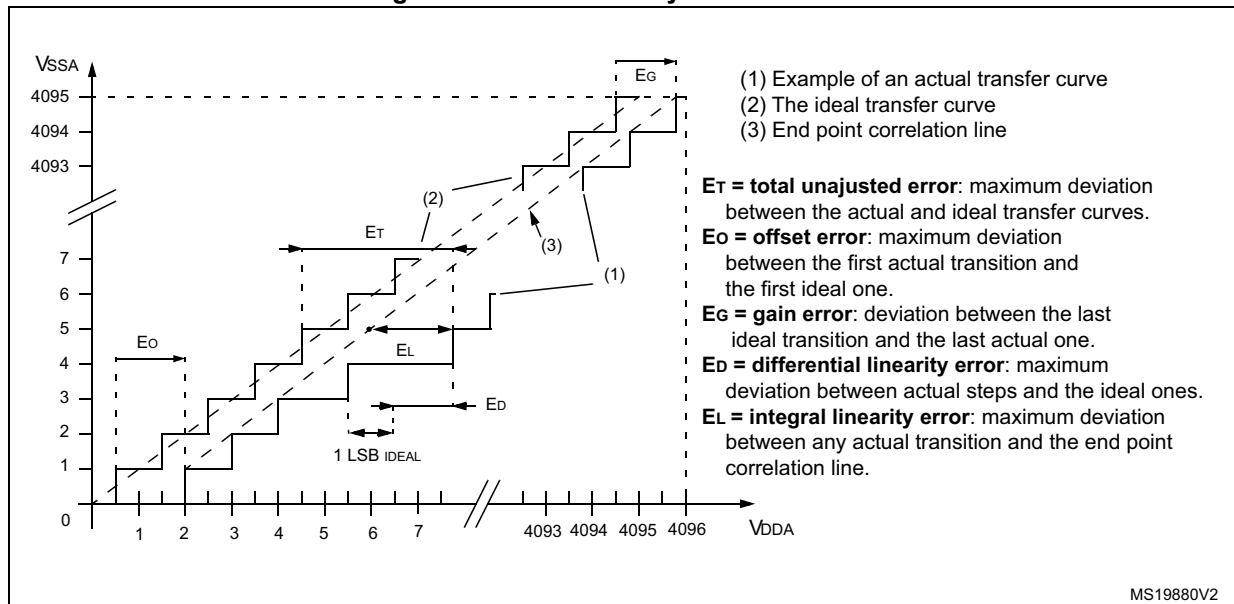 VSSA
4095
4094
4093
7
6
5
4
3
2
1
0
1 2 3 4 5 6 7 4093 4094 4095 4096
VDDA
EG
(2)
ET
(3)
(1)
EO
EL
ED
1 LSB IDEAL
(1) Example of an actual transfer curve
(2) The ideal transfer curve
(3) End point correlation line
ET = total unajusted error: maximum deviation
between the actual and ideal transfer curves.
EO = offset error: maximum deviation
between the first actual transition and
the first ideal one.
EG = gain error: deviation between the last
ideal transition and the last actual one.
ED = differential linearity error: maximum
deviation between actual steps and the ideal ones.
EL = integral linearity error: maximum deviation
between any actual transition and the end point
correlation line.
MS19880V2